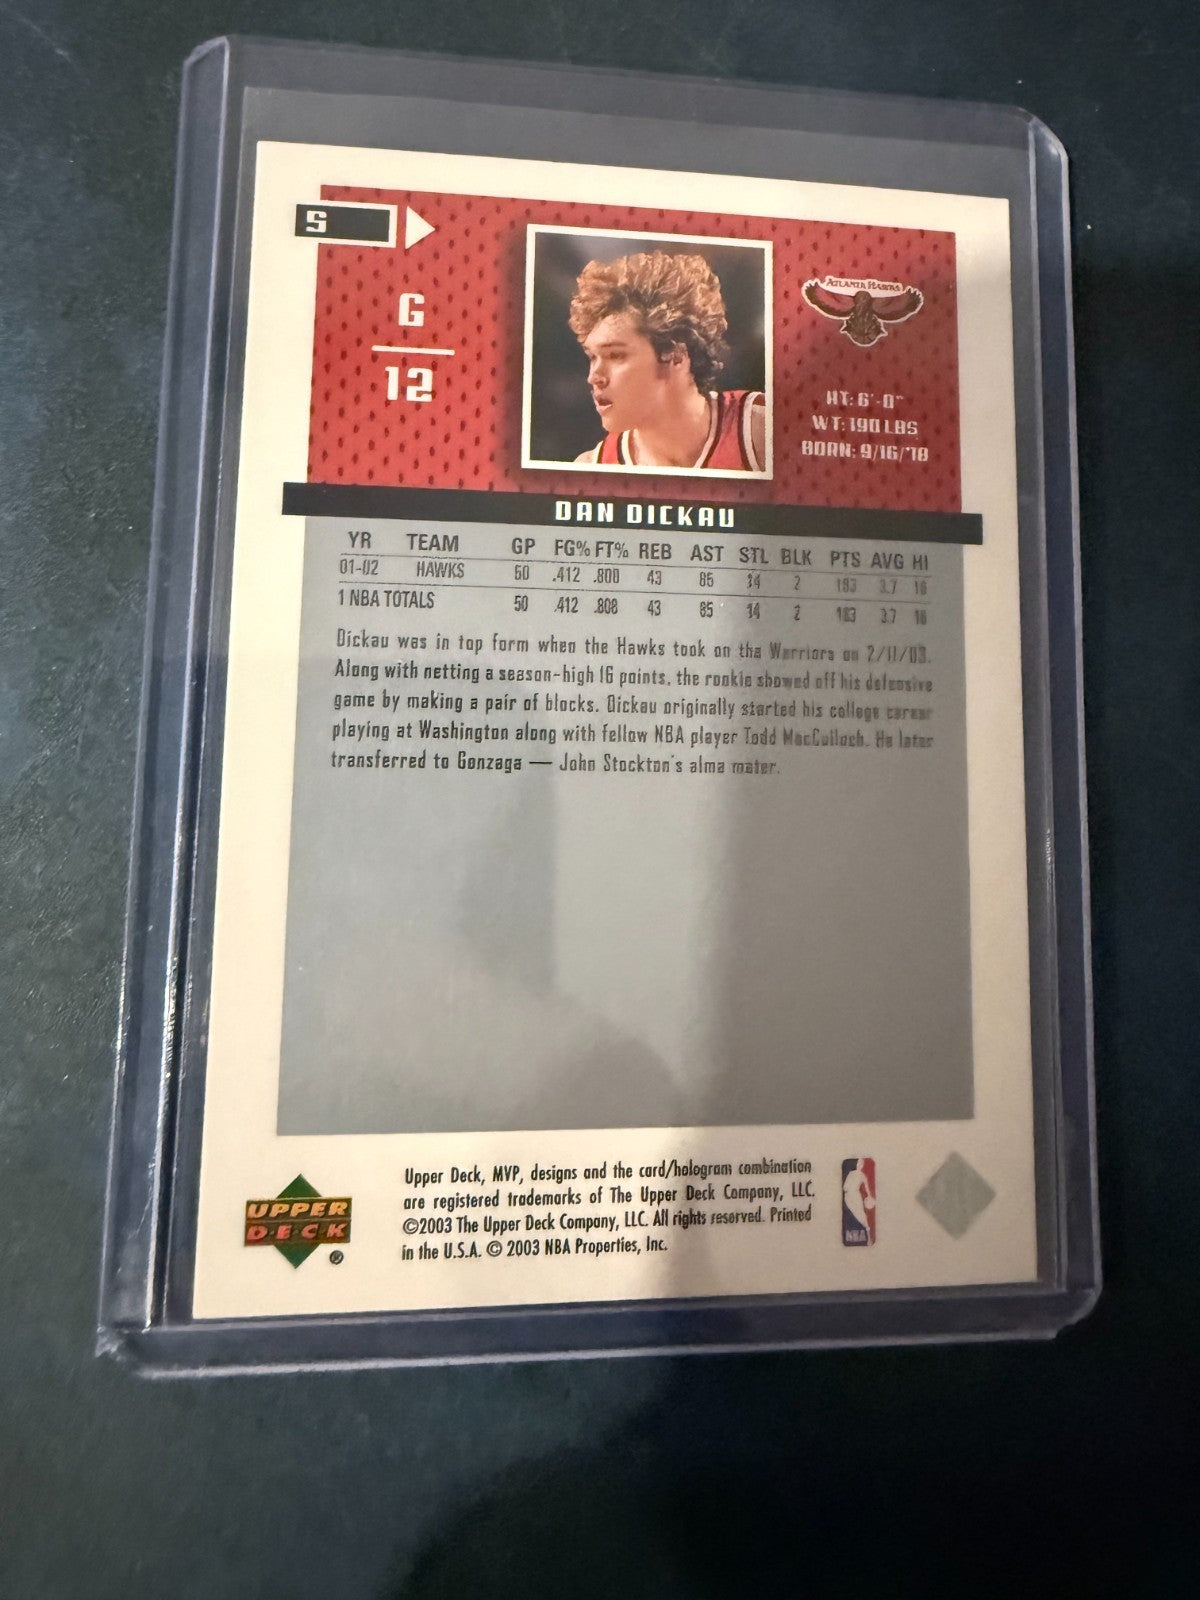 5
G
12
ATLANTA HAWKS
HT: 6'-0"
WT: 190 LBS
BORN: 9/16/78
DAN DICKAU
YR TEAM GP FG% FT% REB AST STL BLK PTS AVG HI
01-02 HAWKS 50 .412 .808 43 85 14 2 183 3.7 16
1 NBA TOTALS 50 .412 .808 43 85 14 2 183 3.7 16
Dickau was in top form when the Hawks took on the Warriors on 2/11/03.
Along with netting a season-high 16 points, the rookie showed off his defensive
game by making a pair of blocks. Dickau originally started his college career
playing at Washington along with fellow NBA player Todd MacCulloch. He later
transferred to Gonzaga — John Stockton's alma mater.
UPPER
DECK
®
Upper Deck, MVP, designs and the card/hologram combination
are registered trademarks of The Upper Deck Company, LLC.
©2003 The Upper Deck Company, LLC. All rights reserved. Printed
in the U.S.A. © 2003 NBA Properties, Inc.
NBA